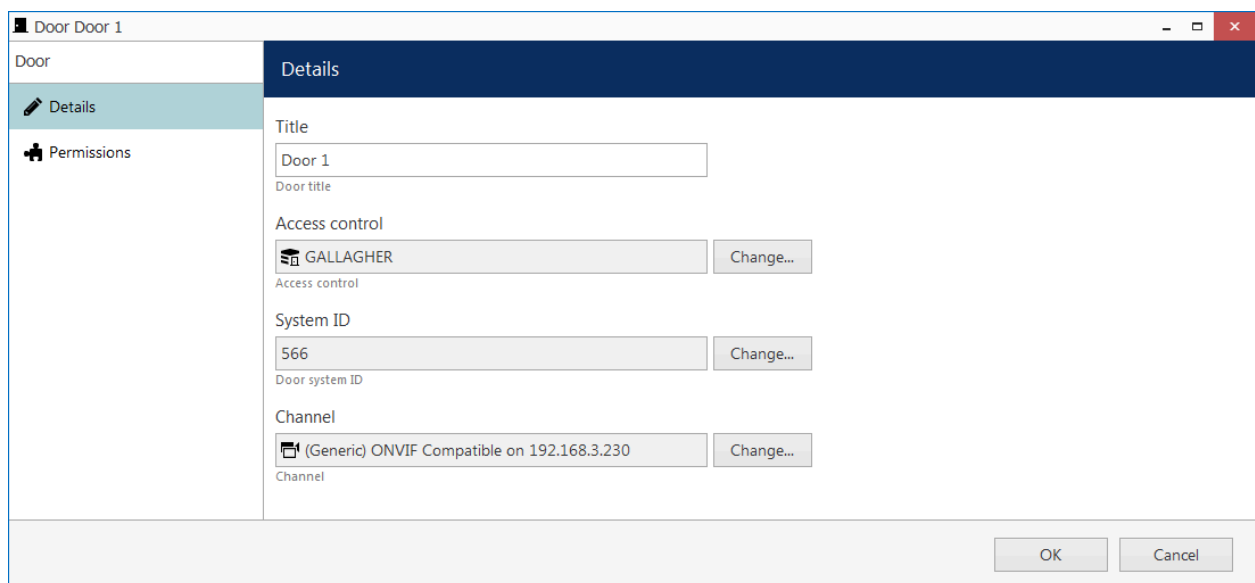 Door Door 1
Door
Details
Permissions
Details
Title
Door 1
Door title
Access control
GALLAGHER
Change...
Access control
System ID
566
Change...
Door system ID
Channel
(Generic) ONVIF Compatible on 192.168.3.230
Change...
Channel
OK
Cancel